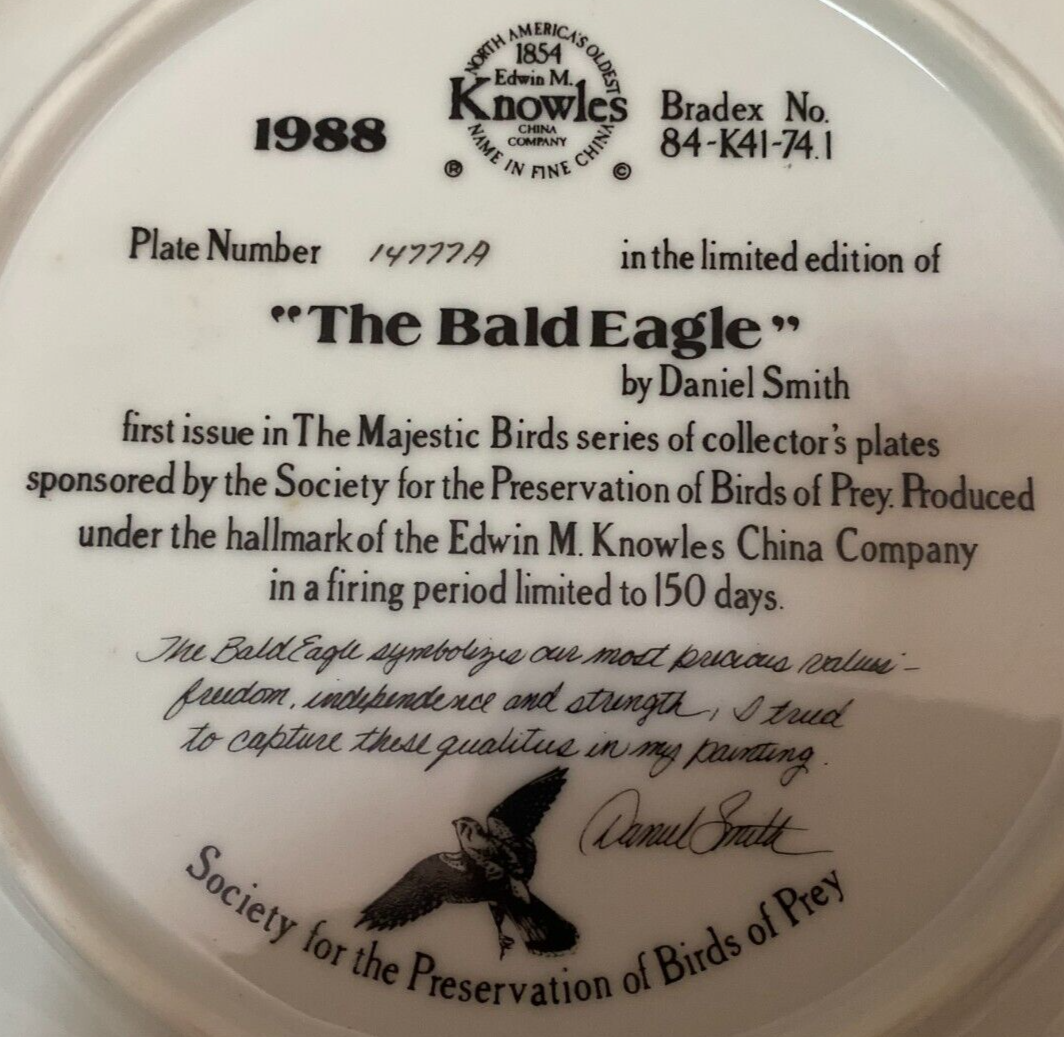 NORTH AMERICA'S OLDEST
1854
Edwin M.
Knowles
CHINA
COMPANY
NAME IN FINE CHINA
® ©
1988
Bradex No.
84-K41-74.1
Plate Number 14777A in the limited edition of
"The Bald Eagle"
by Daniel Smith
first issue in The Majestic Birds series of collector's plates
sponsored by the Society for the Preservation of Birds of Prey. Produced
under the hallmark of the Edwin M. Knowles China Company
in a firing period limited to 150 days.
The Bald Eagle symbolizes our most precious values -
freedom, independence and strength, I tried
to capture these qualities in my painting.
Daniel Smith
Society for the Preservation of Birds of Prey